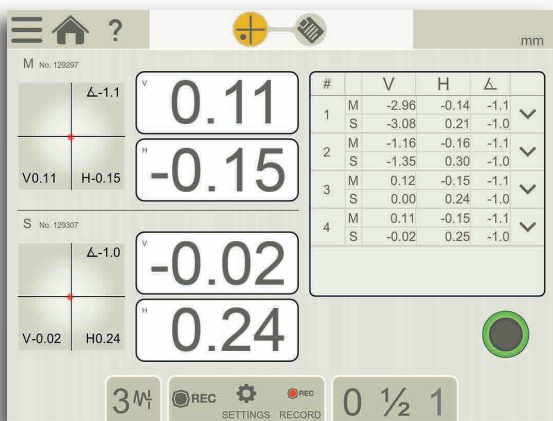 ?
mm
M No. 129297
∡-1.1
V0.11 H-0.15
V 0.11
H -0.15
S No. 129307
∡-1.0
V-0.02 H0.24
V -0.02
H 0.24
# V H ∡
1 M -2.96 -0.14 -1.1
S -3.08 0.21 -1.0
2 M -1.16 -0.16 -1.1
S -1.35 0.30 -1.0
3 M 0.12 -0.15 -1.1
S 0.00 0.24 -1.0
4 M 0.11 -0.15 -1.1
S -0.02 0.25 -1.0
3
REC
SETTINGS
REC
RECORD
0 ½ 1